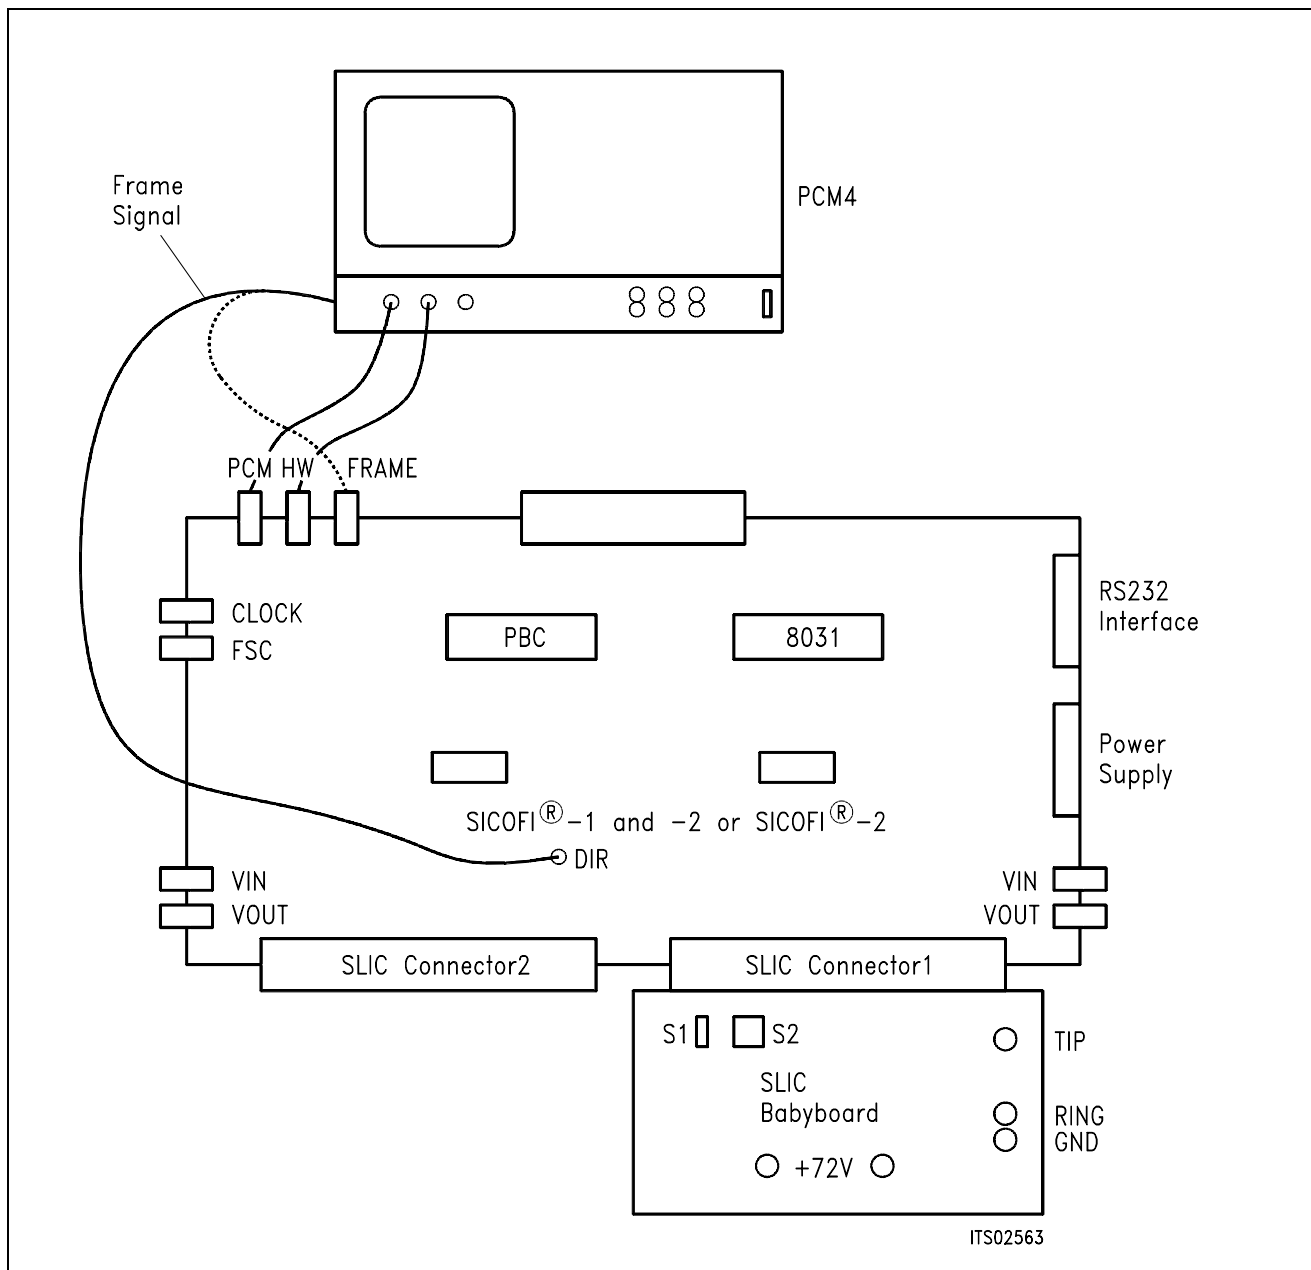 Frame
Signal
PCM4
PCM HW FRAME
CLOCK
FSC
PBC
8031
RS232
Interface
Power
Supply
SICOFI®-1 and -2 or SICOFI®-2
DIR
VIN
VOUT
VIN
VOUT
SLIC Connector2
SLIC Connector1
S1
S2
TIP
SLIC
Babyboard
RING
GND
+72V
ITS02563